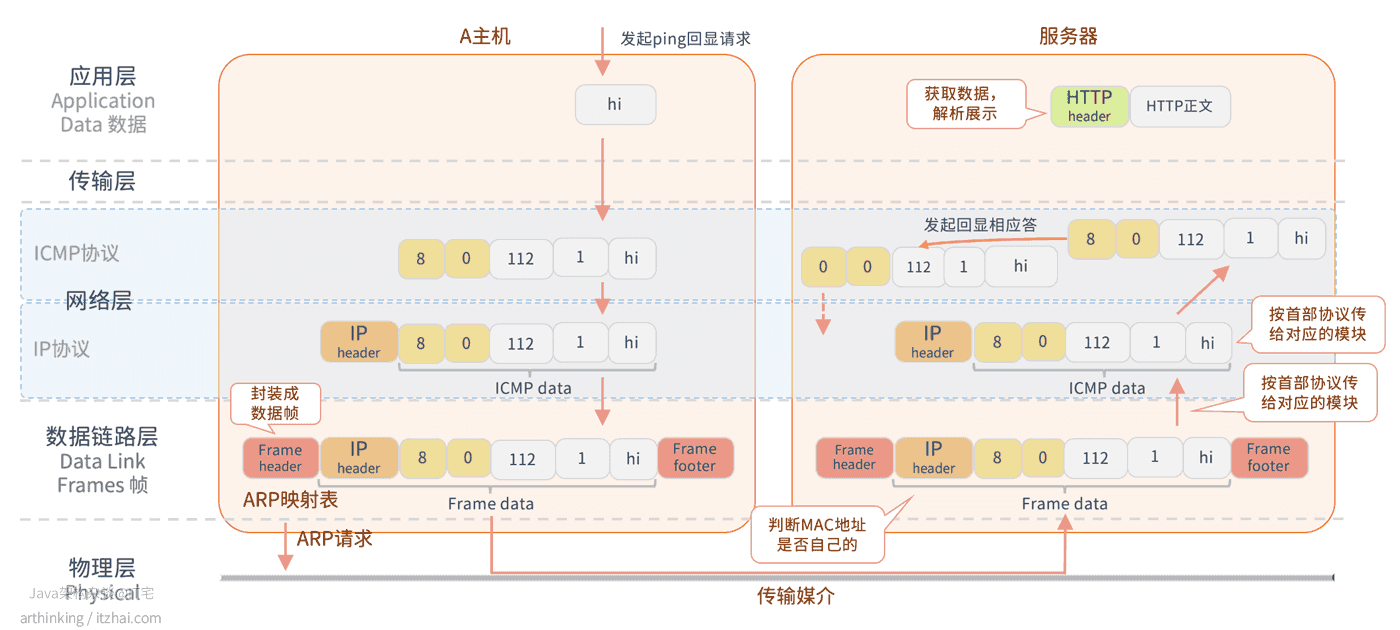 A主机
发起ping回显请求
服务器
应用层
Application
Data 数据
hi
获取数据，
解析展示
HTTP
header
HTTP正文
传输层
ICMP协议
8 0 112 1 hi
发起回显相应答
8 0 112 1 hi
0 0 112 1 hi
网络层
IP协议
IP
header
8 0 112 1 hi
ICMP data
IP
header
8 0 112 1 hi
ICMP data
按首部协议传
给对应的模块
按首部协议传
给对应的模块
封装成
数据帧
数据链路层
Data Link
Frames 帧
Frame
header
IP
header
8 0 112 1 hi
Frame
footer
Frame data
ARP映射表
Frame
header
IP
header
8 0 112 1 hi
Frame
footer
Frame data
判断MAC地址
是否自己的
ARP请求
物理层
Physical
传输媒介
arthinking / itzhai.com